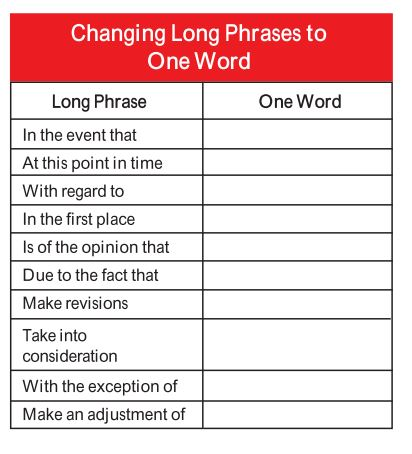 Changing Long Phrases to
One Word
Long Phrase One Word
In the event that
At this point in time
With regard to
In the first place
Is of the opinion that
Due to the fact that
Make revisions
Take into
consideration
With the exception of
Make an adjustment of